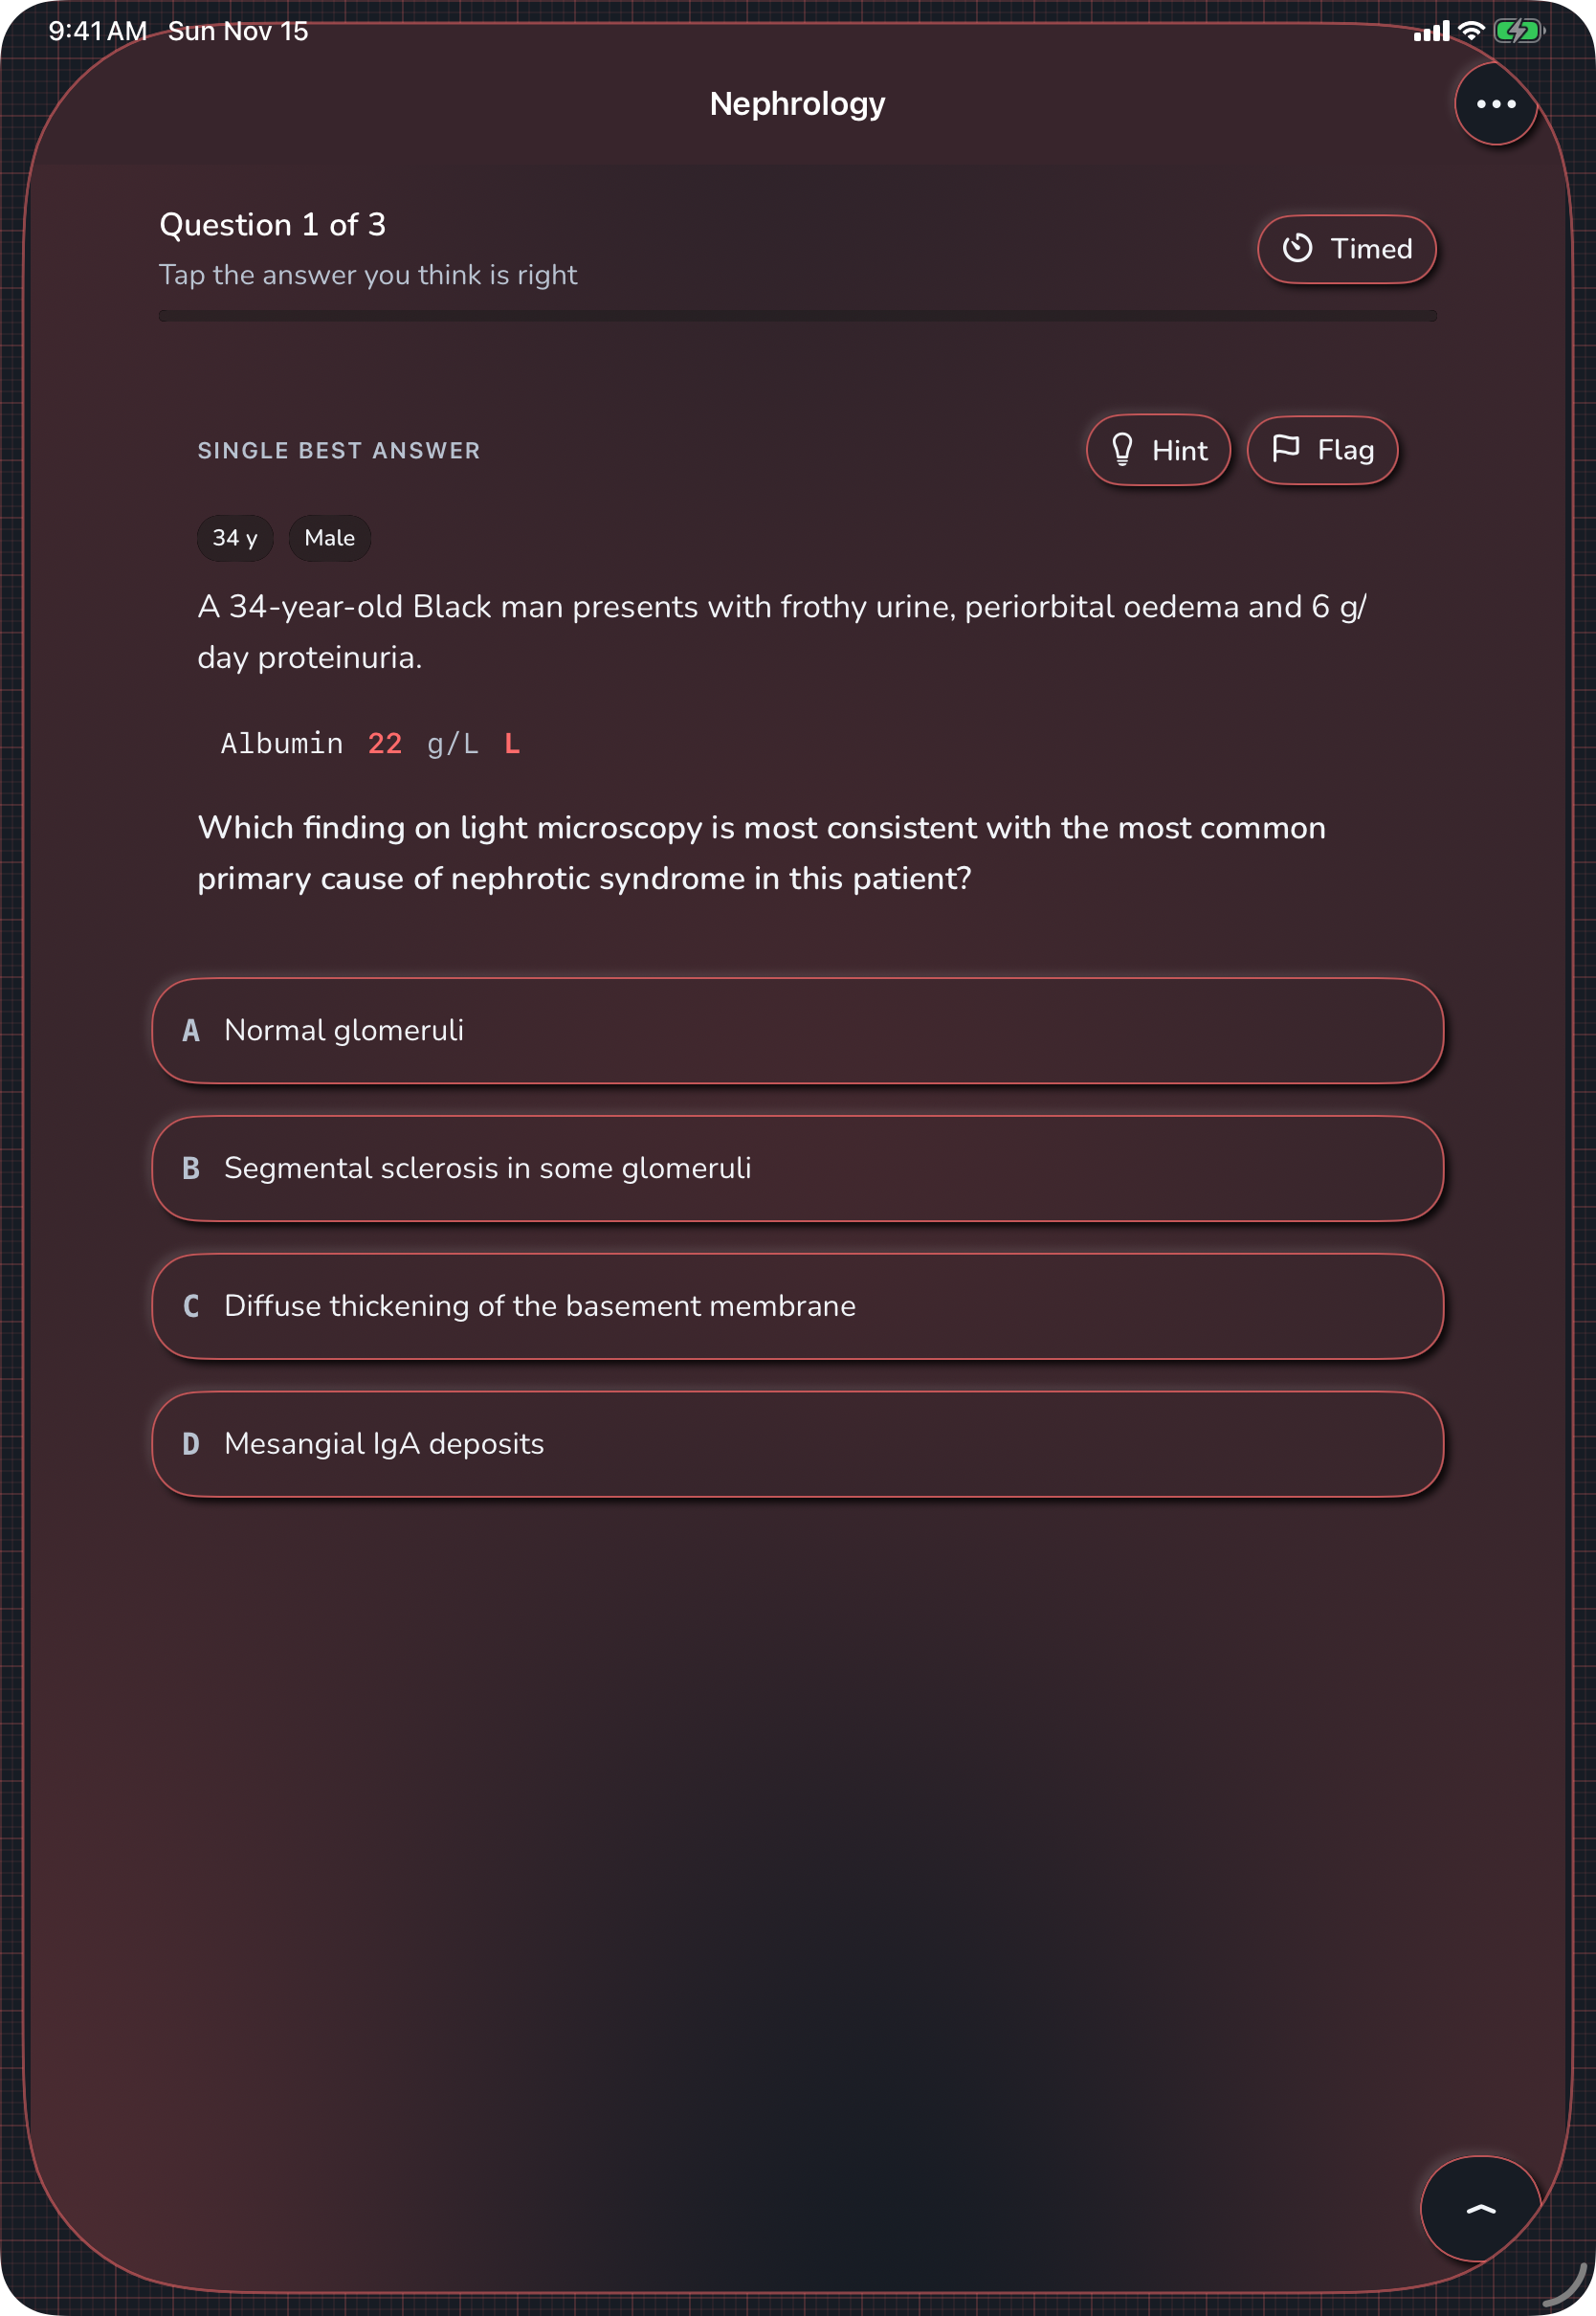 9:41 AM Sun Nov 15
Nephrology
Question 1 of 3
Tap the answer you think is right
Timed
SINGLE BEST ANSWER
Hint
Flag
34 y
Male
A 34-year-old Black man presents with frothy urine, periorbital oedema and 6 g/
day proteinuria.
Albumin 22 g/L L
Which finding on light microscopy is most consistent with the most common
primary cause of nephrotic syndrome in this patient?
A Normal glomeruli
B Segmental sclerosis in some glomeruli
C Diffuse thickening of the basement membrane
D Mesangial IgA deposits